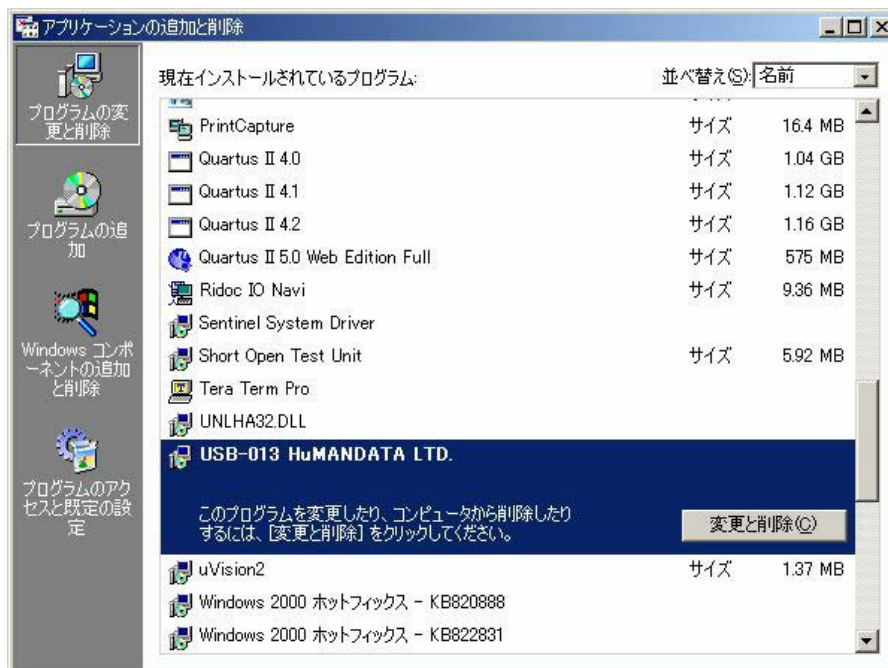 アプリケーションの追加と削除
プログラムの変
更と削除
プログラムの追
加
Windows コンポ
ーネントの追加
と削除
プログラムのアク
セスと既定の設
定
現在インストールされているプログラム:
並べ替え(S): 名前
PrintCapture サイズ 16.4 MB
Quartus II 4.0 サイズ 1.04 GB
Quartus II 4.1 サイズ 1.12 GB
Quartus II 4.2 サイズ 1.16 GB
Quartus II 5.0 Web Edition Full サイズ 575 MB
Ridoc IO Navi サイズ 9.36 MB
Sentinel System Driver
Short Open Test Unit サイズ 5.92 MB
Tera Term Pro
UNLHA32.DLL
USB-013 HuMANDATA LTD.
このプログラムを変更したり、コンピュータから削除したり
するには、[変更と削除] をクリックしてください。
変更と削除(C)
uVision2 サイズ 1.37 MB
Windows 2000 ホットフィックス - KB820888
Windows 2000 ホットフィックス - KB822831